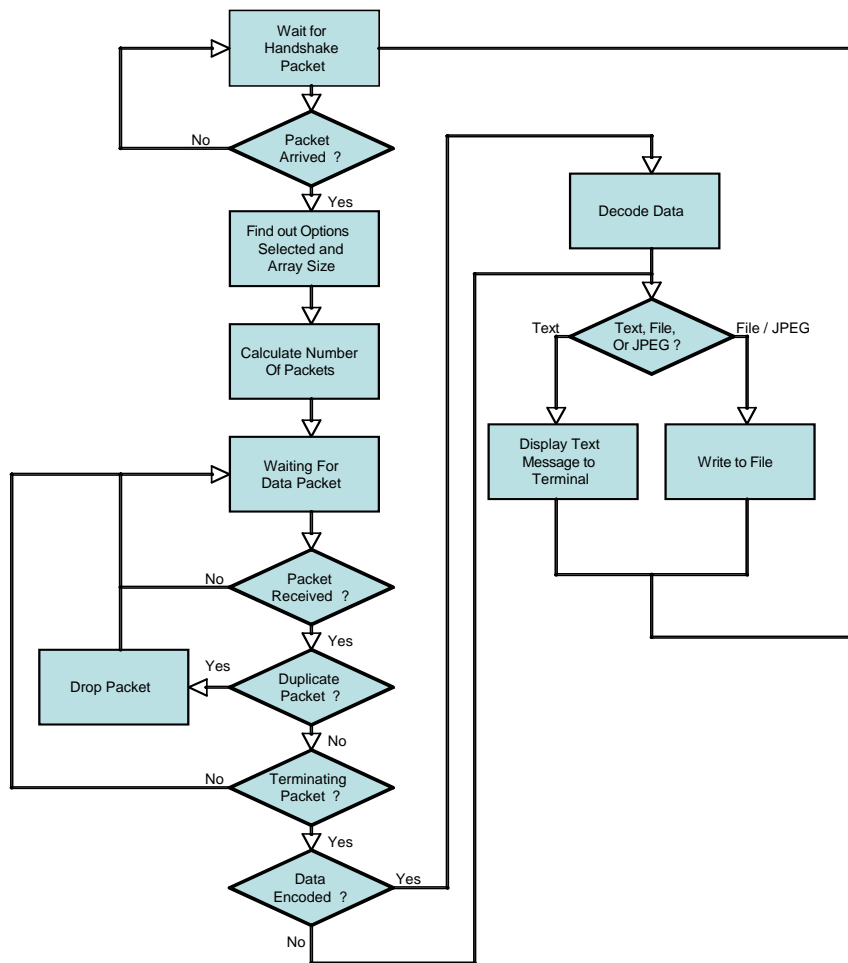 Wait for
Handshake
Packet
No
Packet
Arrived ?
Yes
Find out Options
Selected and
Array Size
Calculate Number
Of Packets
Waiting For
Data Packet
No
Packet
Received ?
Yes
Yes
Drop Packet
Duplicate
Packet ?
No
No
Terminating
Packet ?
Yes
Data
Encoded ?
Yes
No
Decode Data
Text
Text, File,
Or JPEG ?
File / JPEG
Display Text
Message to
Terminal
Write to File